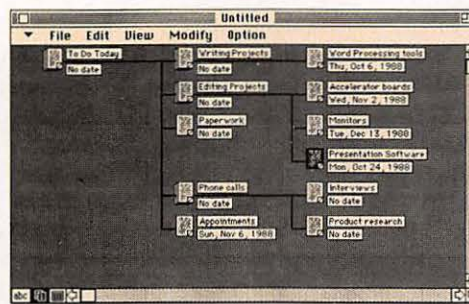 Untitled
File Edit View Modify Option
To Do Today
No date
Writing Projects
No date
Word Processing tools
Thu, Oct 6, 1988
Editing Projects
No date
Accelerator boards
Wed, Nov 2, 1988
Paperwork
No date
Monitors
Tue, Dec 13, 1988
Presentation Software
Mon, Oct 24, 1988
Phone calls
No date
Interviews
No date
Appointments
Sun, Nov 6, 1988
Product research
No date
abc